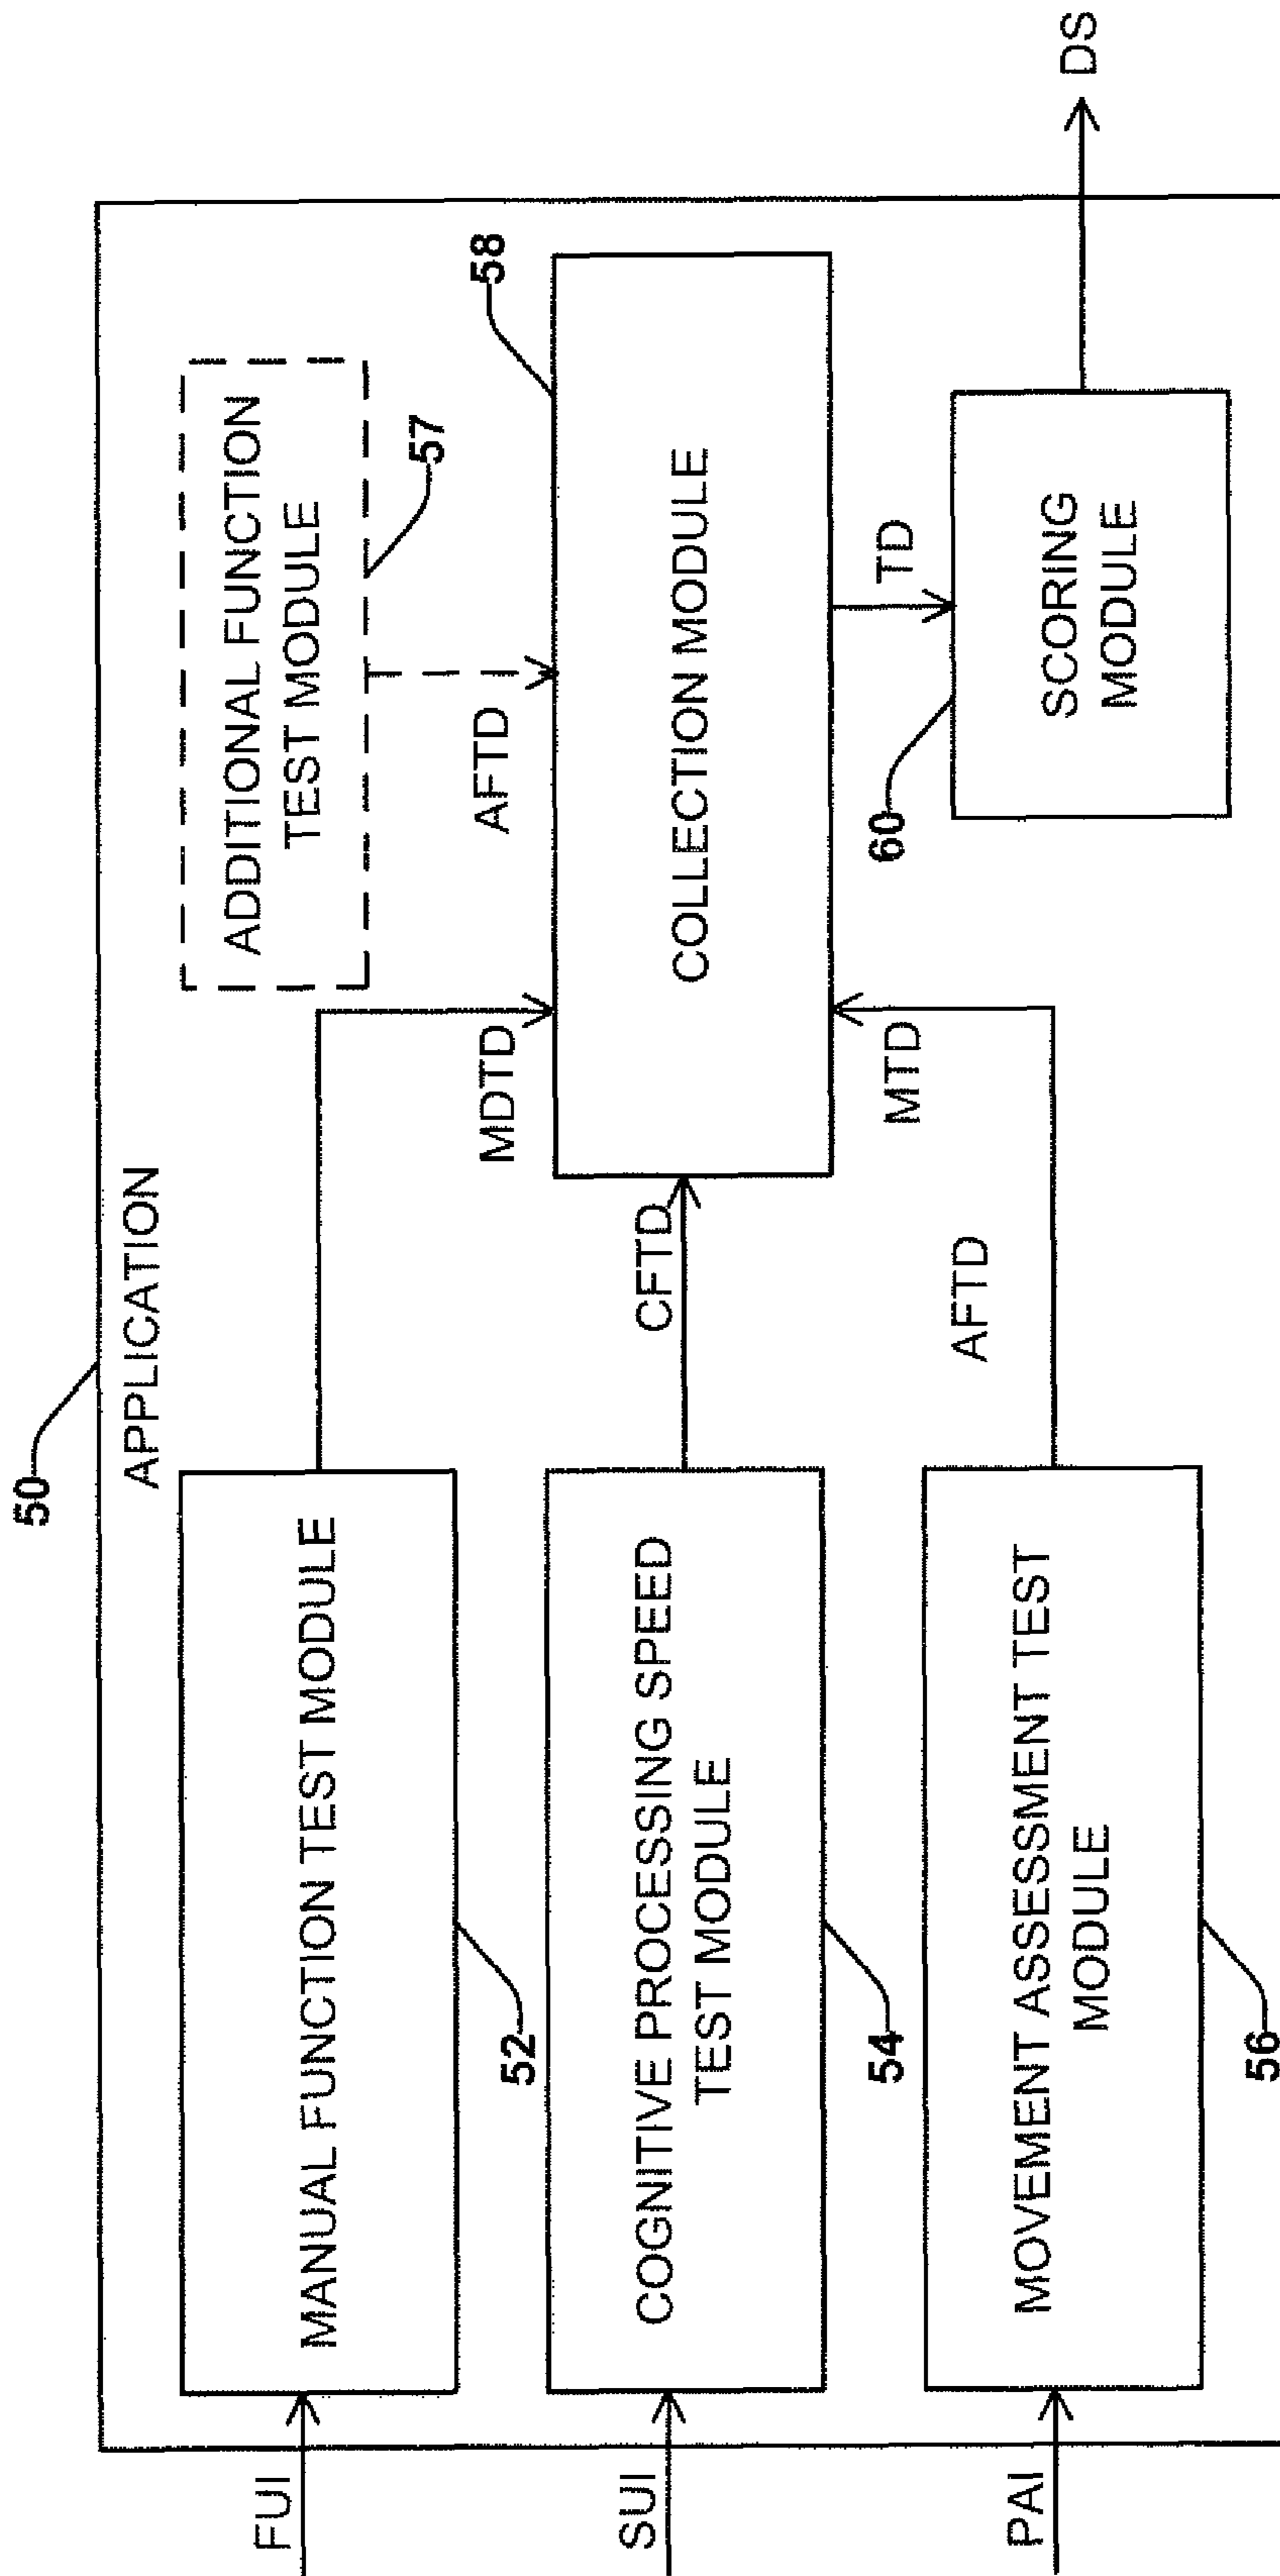 50
APPLICATION
FUI
MANUAL FUNCTION TEST MODULE
52
MDTD
ADDITIONAL FUNCTION
TEST MODULE
57
AFTD
SUI
COGNITIVE PROCESSING SPEED
TEST MODULE
54
CFTD
COLLECTION MODULE
58
PAI
MOVEMENT ASSESSMENT TEST
MODULE
56
AFTD
MTD
TD
60
SCORING
MODULE
DS